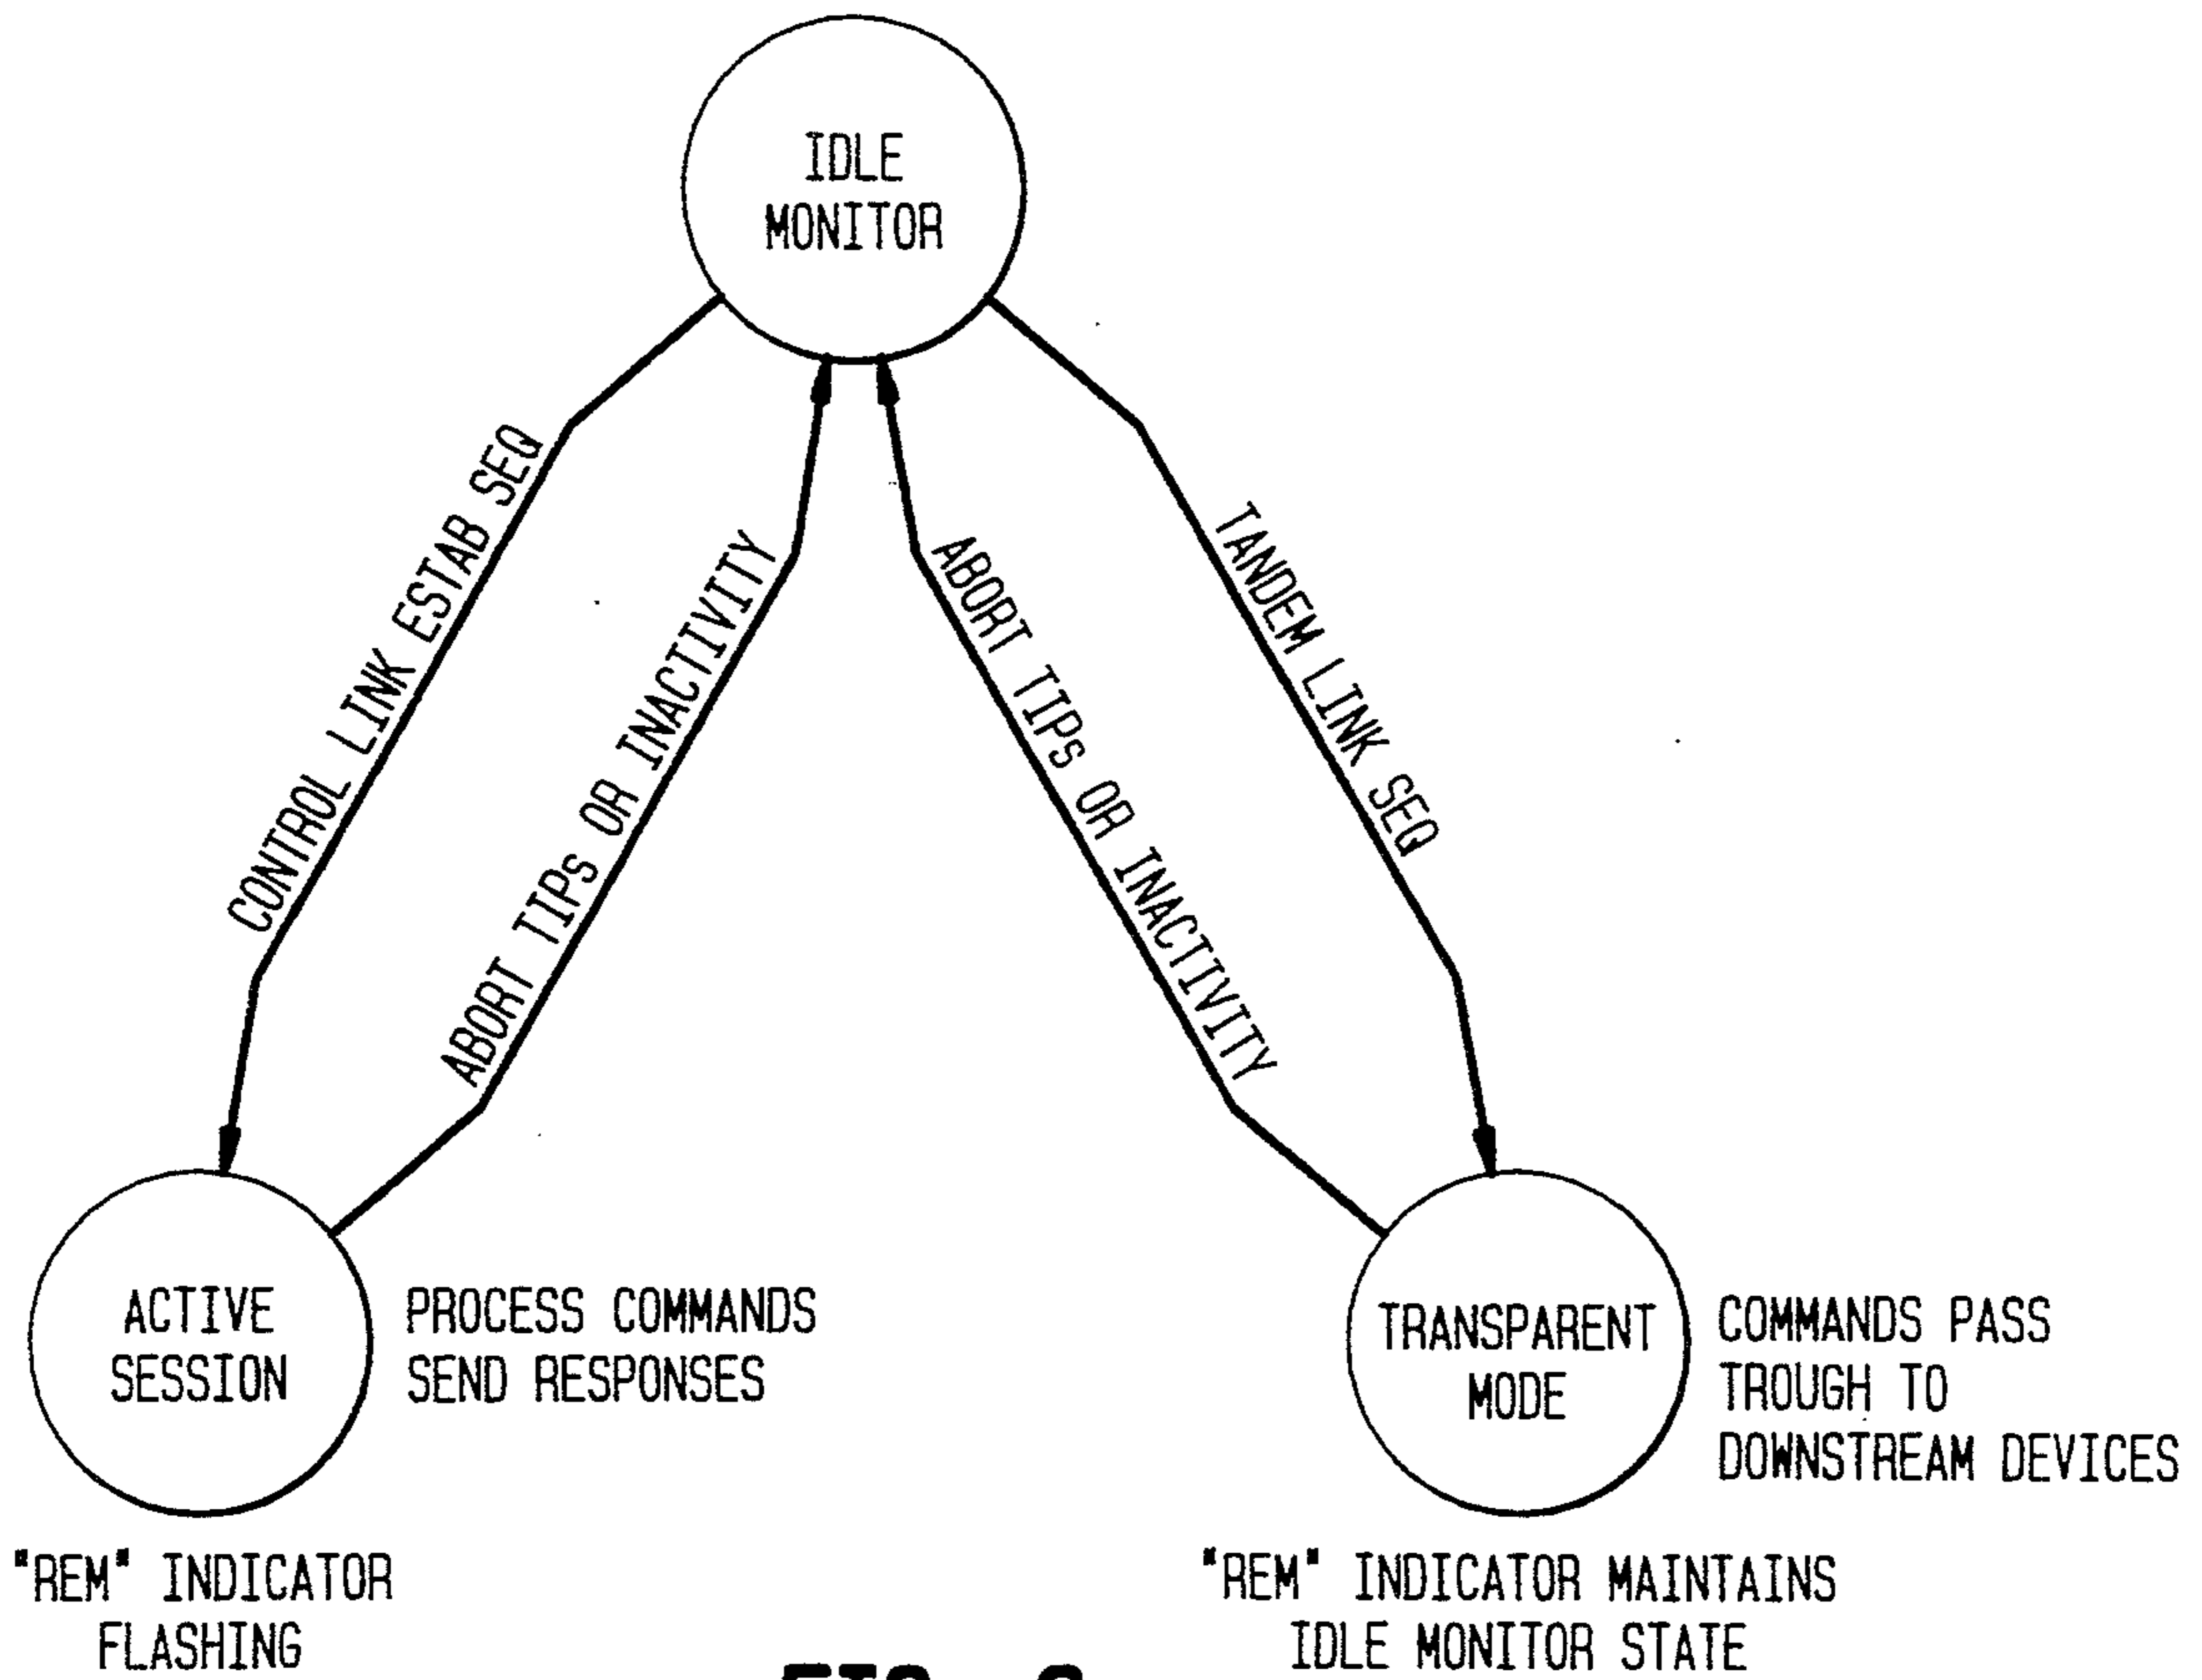 IDLE
MONITOR
CONTROL LINK ESTAB SEQ
ABORT TIPs OR INACTIVITY
ABORT TIPs OR INACTIVITY
TANDEM LINK SEQ
ACTIVE
SESSION
PROCESS COMMANDS
SEND RESPONSES
TRANSPARENT
MODE
COMMANDS PASS
TROUGH TO
DOWNSTREAM DEVICES
"REM" INDICATOR
FLASHING
"REM" INDICATOR MAINTAINS
IDLE MONITOR STATE